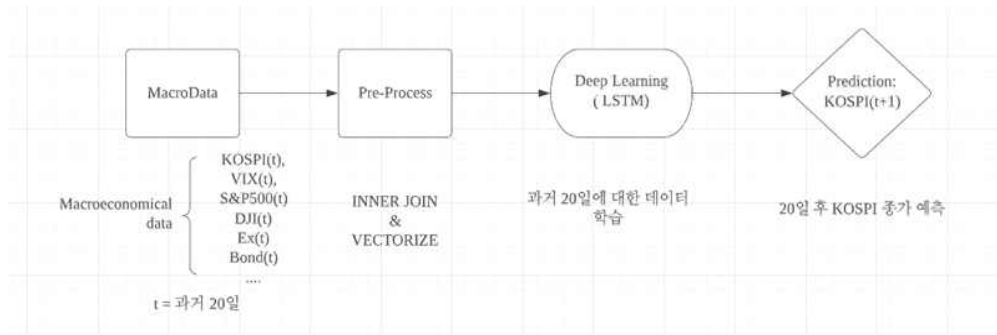 MacroData
Pre-Process
Deep Learning
( LSTM)
Prediction:
KOSPI(t+1)
Macroeconomical
data
KOSPI(t),
VIX(t),
S&P500(t)
DJI(t)
Ex(t)
Bond(t)
....
t = 과거 20일
INNER JOIN
&
VECTORIZE
과거 20일에 대한 데이터
학습
20일 후 KOSPI 종가 예측